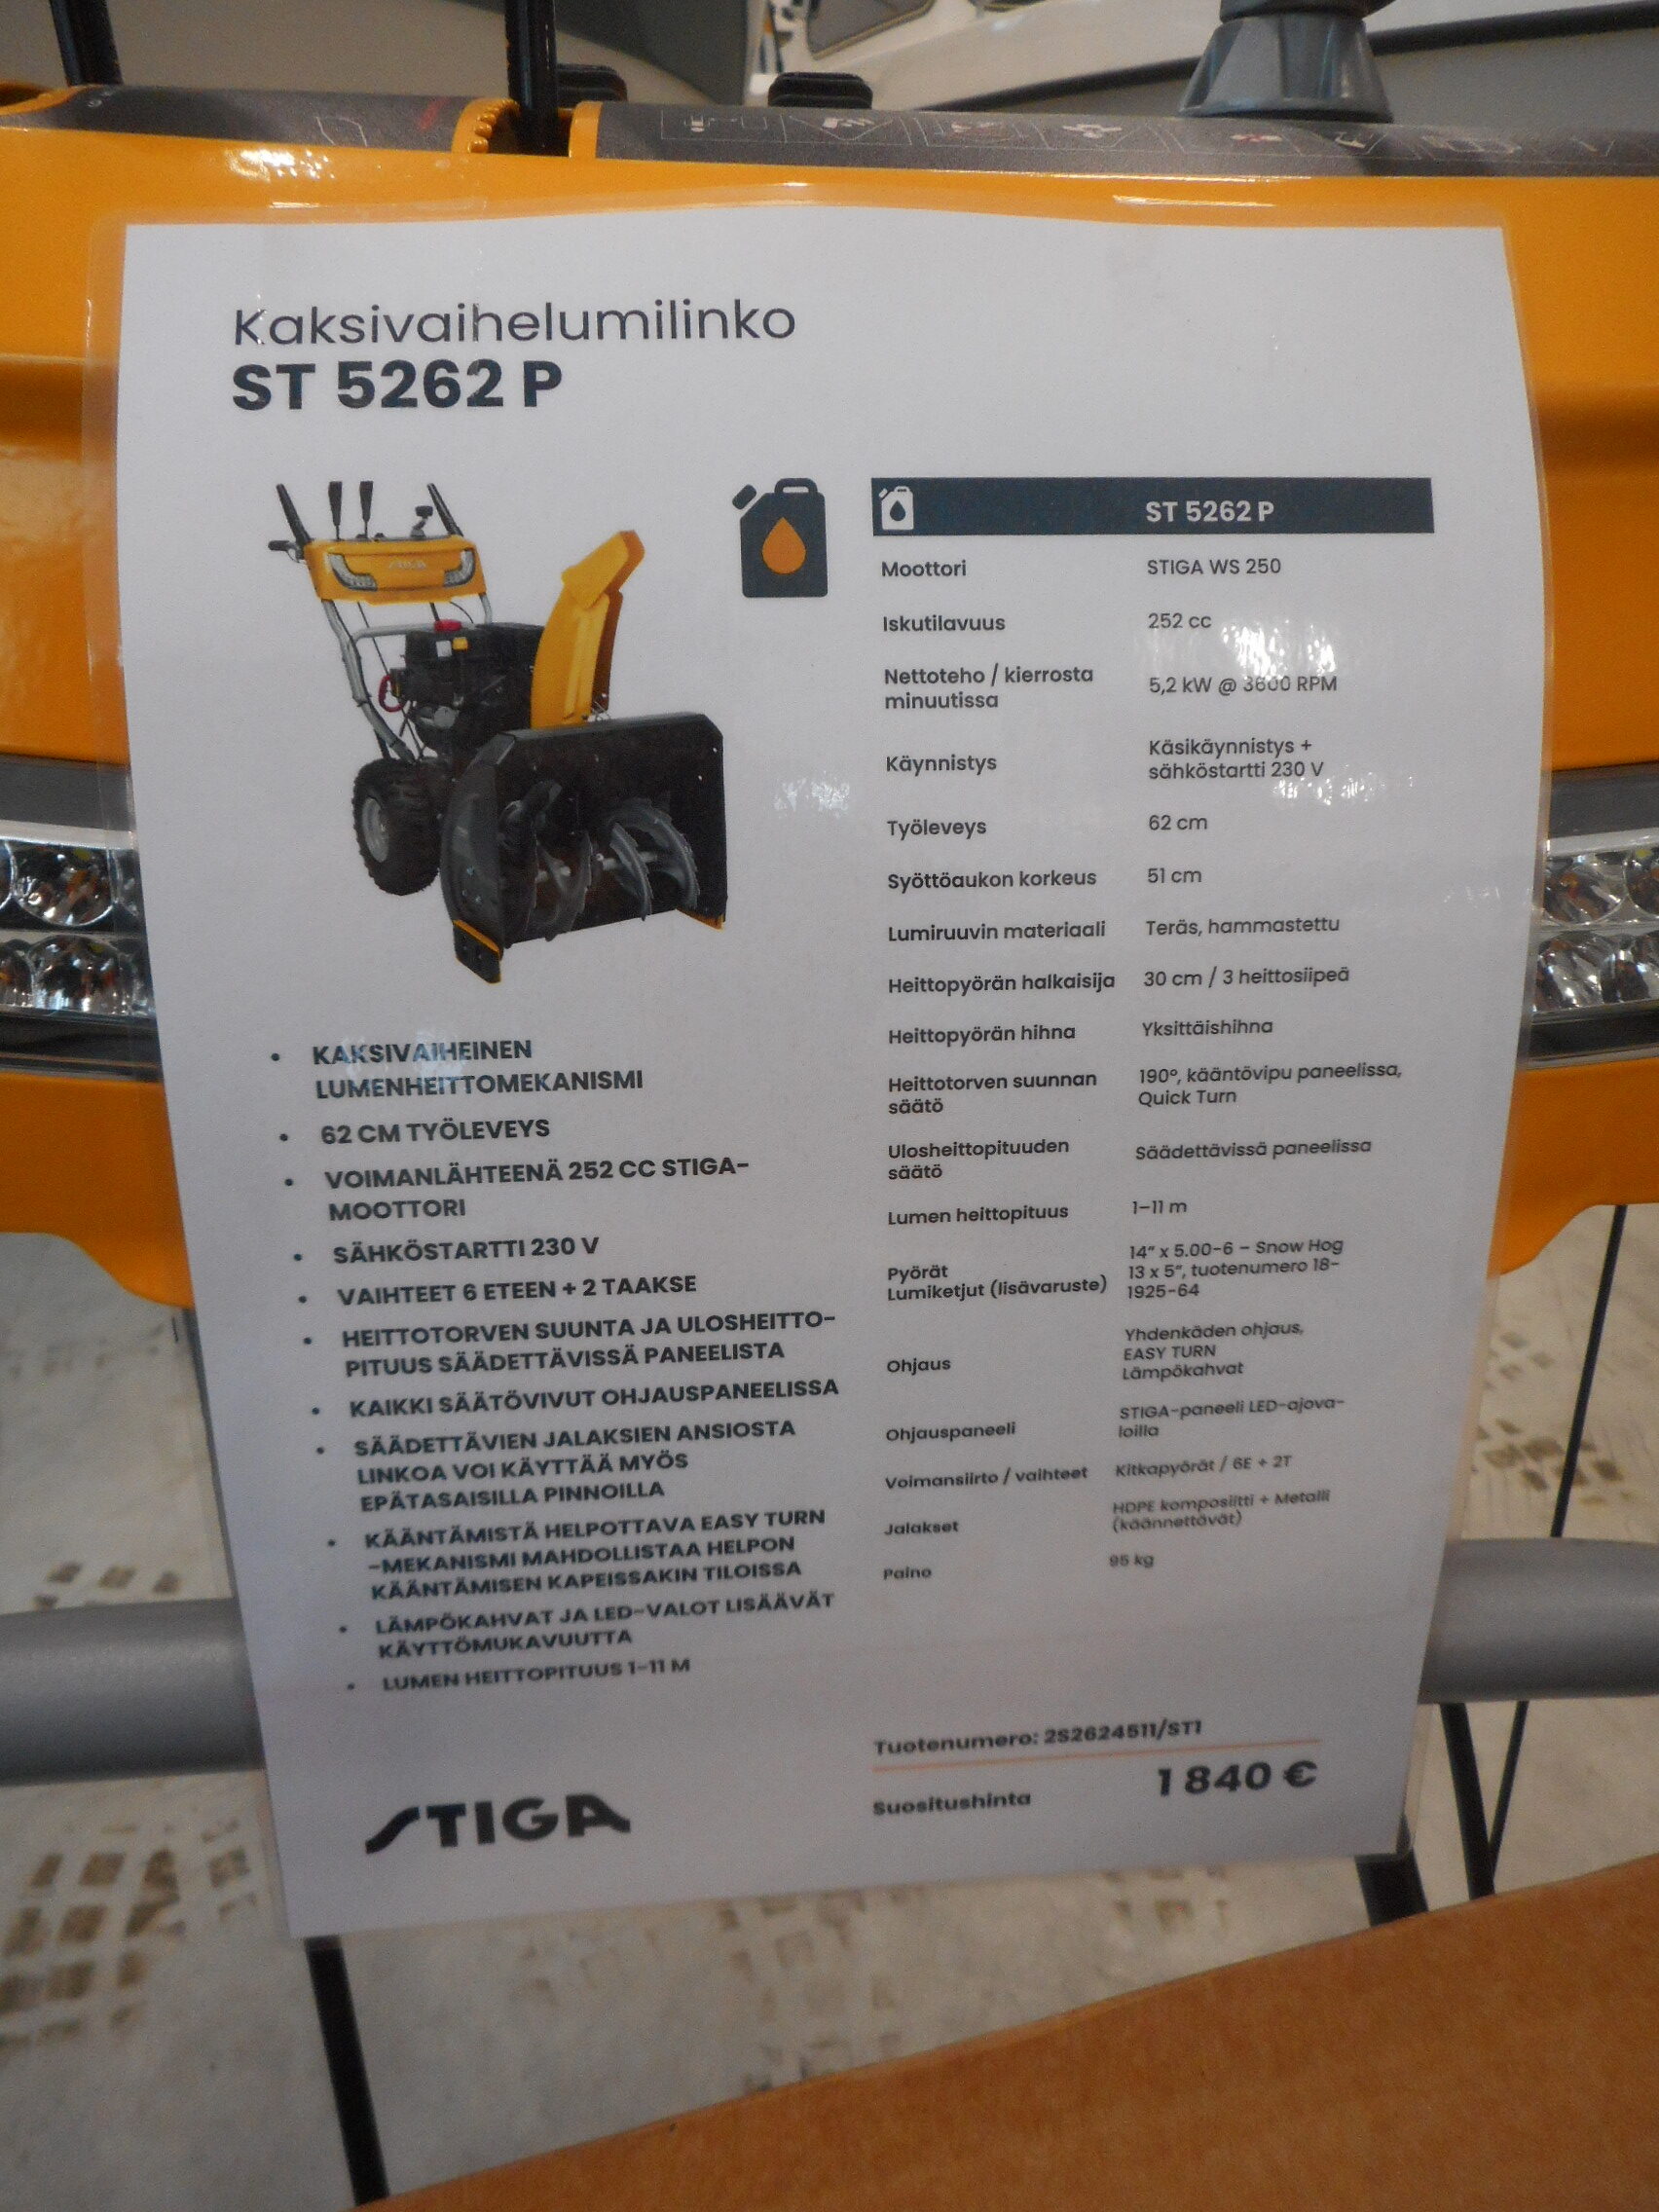 Kaksivaihelumilinko
ST 5262 P
STIGA
• KAKSIVAIHEINEN
LUMENHEITTOMEKANISMI
• 62 CM TYÖLEVEYS
• VOIMANLÄHTEENÄ 252 CC STIGA-
MOOTTORI
• SÄHKÖSTARTTI 230 V
• VAIHTEET 6 ETEEN + 2 TAAKSE
• HEITTOTORVEN SUUNTA JA ULOSHEITTO-
PITUUS SÄÄDETTÄVISSÄ PANEELISTA
• KAIKKI SÄÄTÖVIVUT OHJAUSPANEELISSA
• SÄÄDETTÄVIEN JALAKSIEN ANSIOSTA
LINKOA VOI KÄYTTÄÄ MYÖS
EPÄTASAISILLA PINNOILLA
• KÄÄNTÄMISTÄ HELPOTTAVA EASY TURN
-MEKANISMI MAHDOLLISTAA HELPON
KÄÄNTÄMISEN KAPEISSAKIN TILOISSA
• LÄMPÖKAHVAT JA LED-VALOT LISÄÄVÄT
KÄYTTÖMUKAVUUTTA
• LUMEN HEITTOPITUUS 1-11 M
STIGA
ST 5262 P
Moottori STIGA WS 250
Iskutilavuus 252 cc
Nettoteho / kierrosta
minuutissa
5,2 kW @ 3600 RPM
Käynnistys
Käsikäynnistys +
sähköstartti 230 V
Työleveys 62 cm
Syöttöaukon korkeus 51 cm
Lumiruuvin materiaali Teräs, hammastettu
Heittopyörän halkaisija 30 cm / 3 heittosiipeä
Heittopyörän hihna Yksittäishihna
Heittotorven suunnan
säätö
190°, kääntövipu paneelissa,
Quick Turn
Ulosheittopituuden
säätö
Säädettävissä paneelissa
Lumen heittopituus 1–11 m
Pyörät
Lumiketjut (lisävaruste)
14" x 5.00-6 – Snow Hog
13 x 5", tuotenumero 18-
1925-64
Ohjaus
Yhdenkäden ohjaus,
EASY TURN
Lämpökahvat
Ohjauspaneeli
STIGA-paneeli LED-ajova-
loilla
Voimansiirto / vaihteet Kitkapyörät / 6E + 2T
Jalakset
HDPE komposiitti + Metalli
(käännettävät)
Paino 95 kg
Tuotenumero: 2S2624511/ST1
Suositushinta 1 840 €